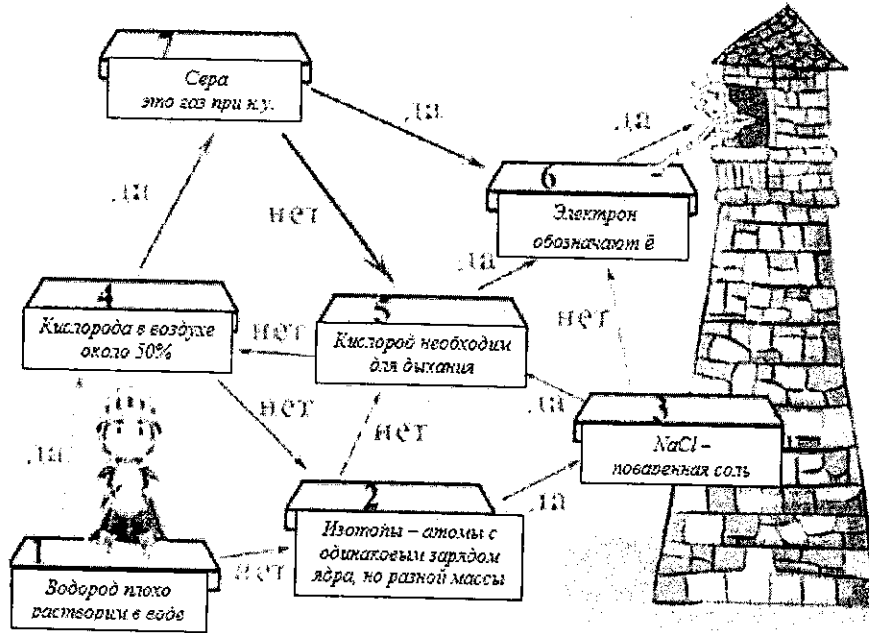 7
Сера
это газ при н.у.
да
да
6
Электрон
обозначают ё
да
нет
да
4
Кислорода в воздухе
около 50%
нет
5
Кислород необходим
для дыхания
нет
да
нет
нет
3
NaCl –
поваренная соль
да
2
Изотопы – атомы с
одинаковым зарядом
ядра, но разной массы
да
1
Водород плохо
растворим в воде
нет